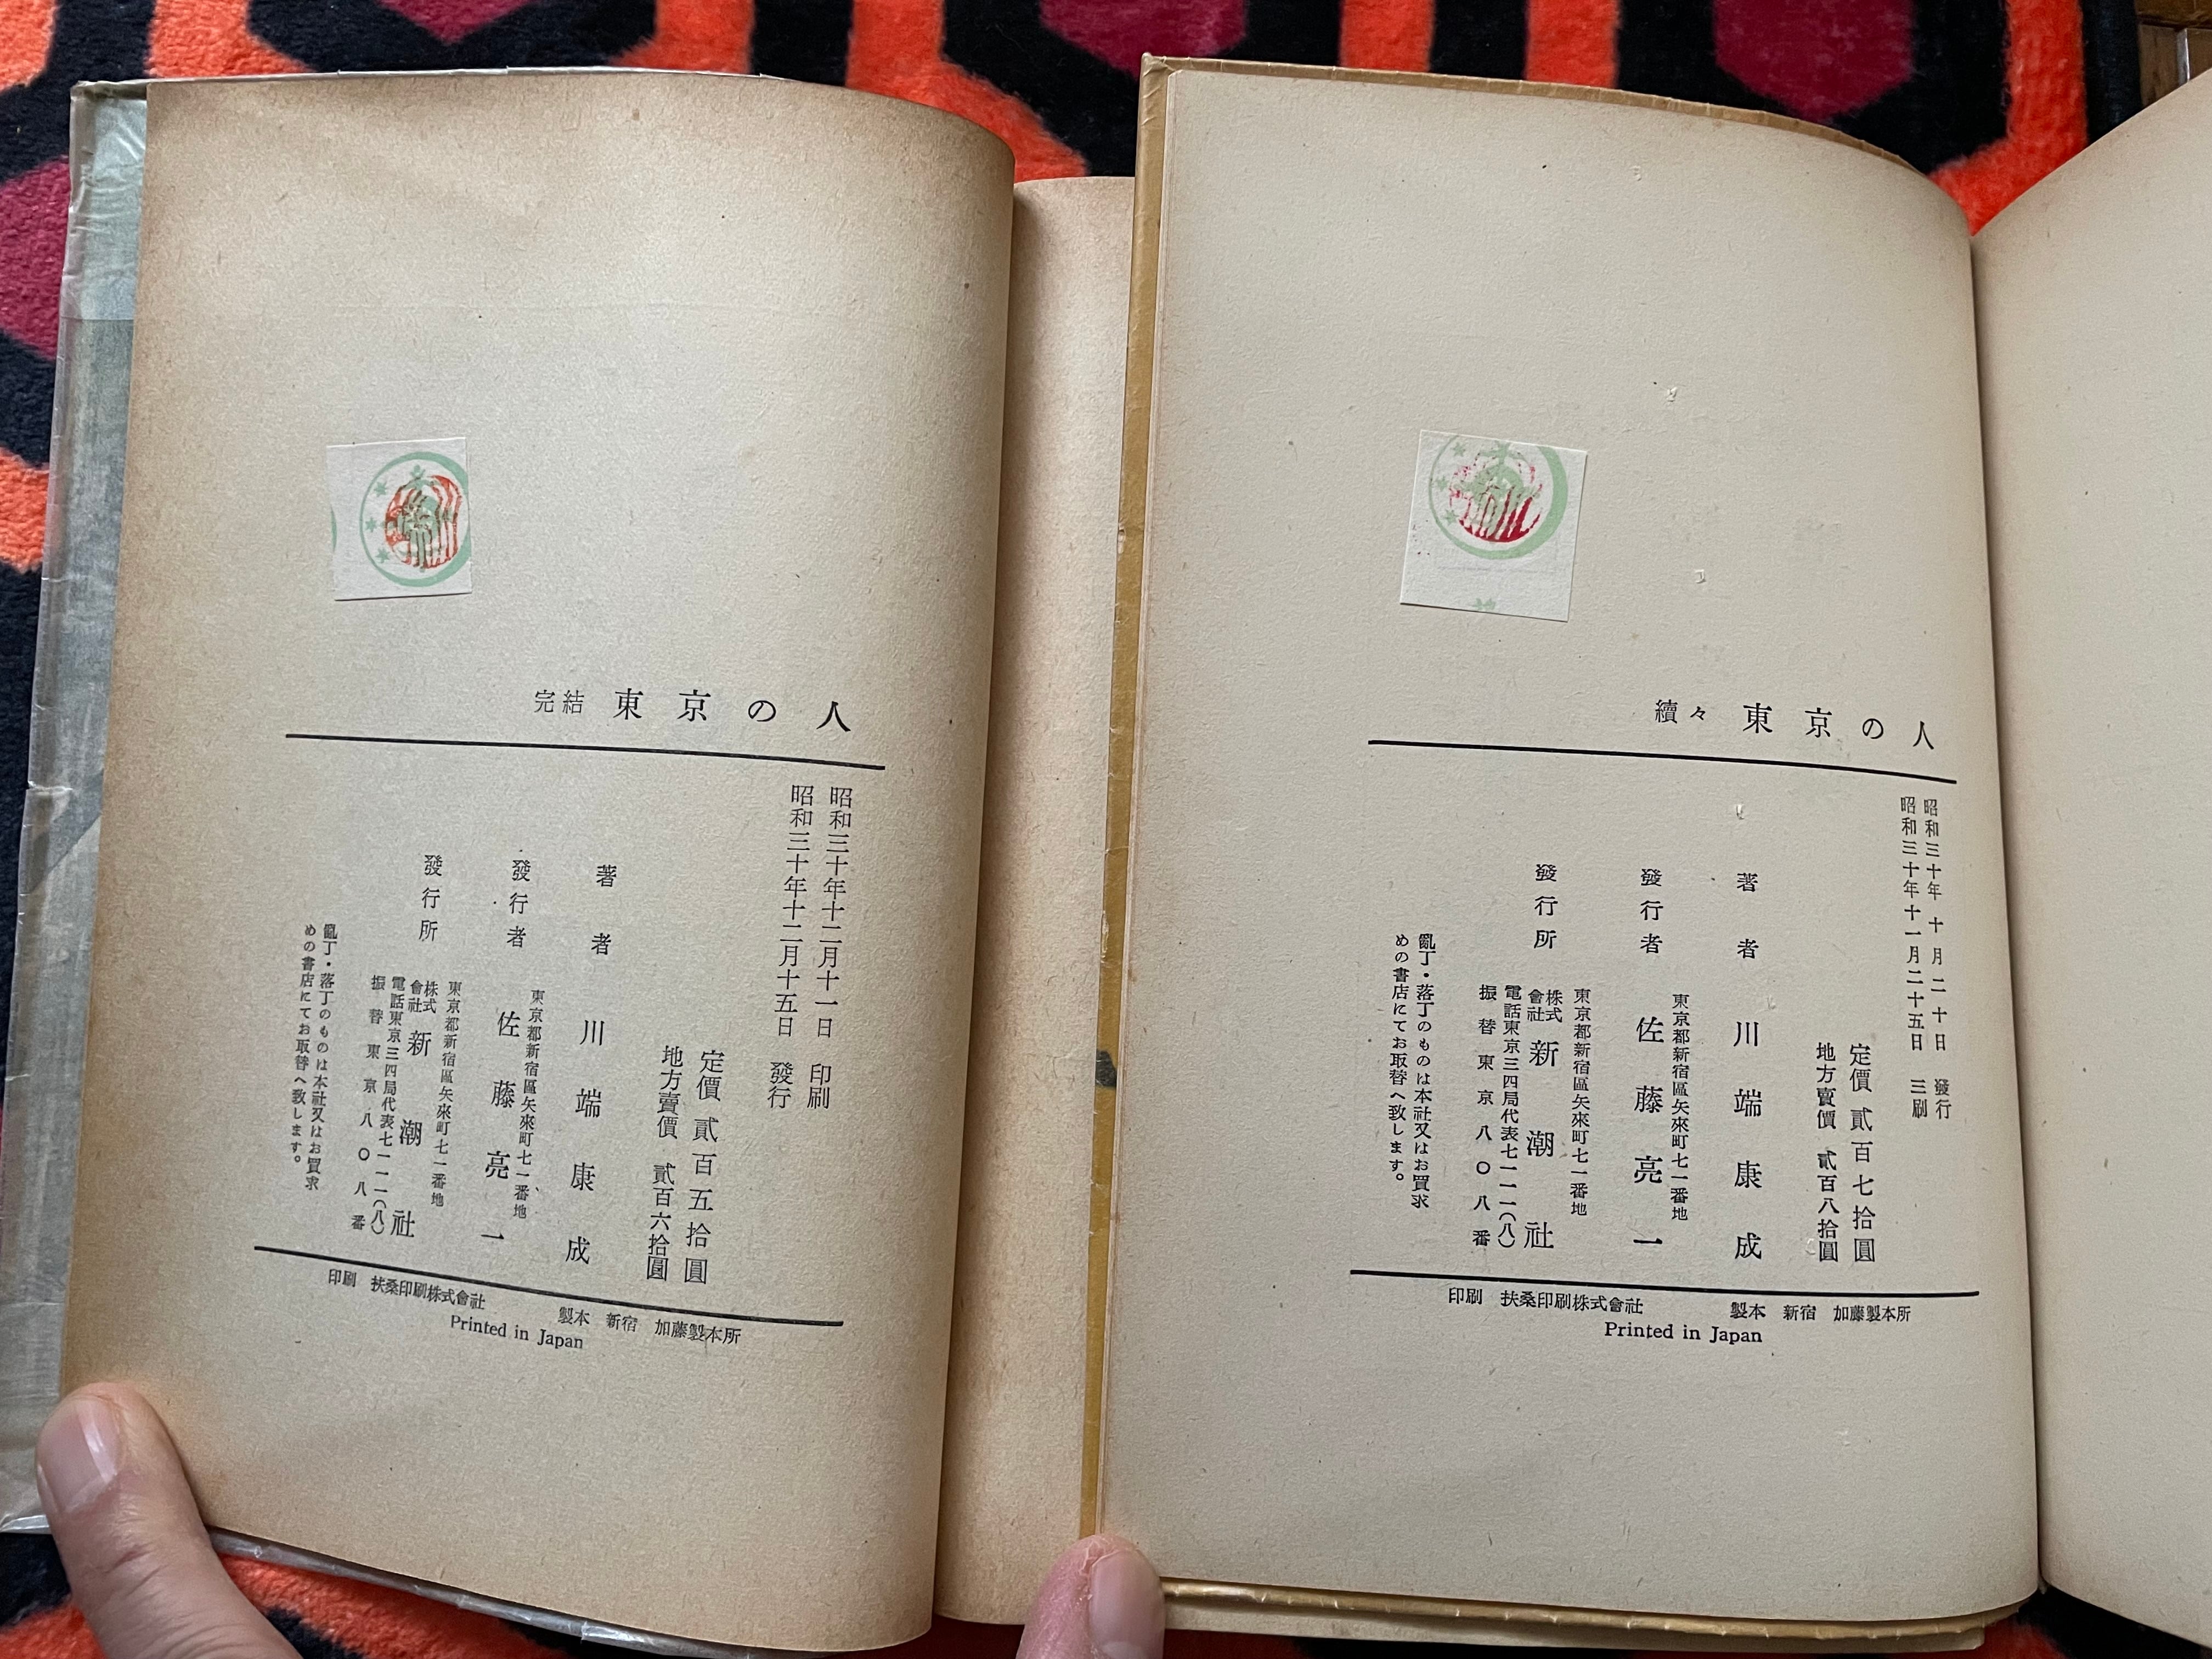 完結 東京の人
昭和三十年十二月十一日 印刷
昭和三十年十二月十五日 發行
定價 貳百五拾圓
地方賣價 貳百六拾圓
著者 川端康成
東京都新宿區矢來町七一番地
發行者 佐藤亮一
東京都新宿區矢來町七一番地
發行所 株式會社 新潮社
電話東京三四局代表七一一一(八)
振替東京八〇八番
亂丁・落丁のものは本社又はお買求
めの書店にてお取替へ致します。
印刷 扶桑印刷株式會社 製本 新宿 加藤製本所
Printed in Japan
續々 東京の人
昭和三十年十月二十日 發行
昭和三十年十一月二十五日 三刷
定價 貳百七拾圓
地方賣價 貳百八拾圓
著者 川端康成
東京都新宿區矢來町七一番地
發行者 佐藤亮一
東京都新宿區矢來町七一番地
發行所 株式會社 新潮社
電話東京三四局代表七一一一(八)
振替東京八〇八番
亂丁・落丁のものは本社又はお買求
めの書店にてお取替へ致します。
印刷 扶桑印刷株式會社 製本 新宿 加藤製本所
Printed in Japan